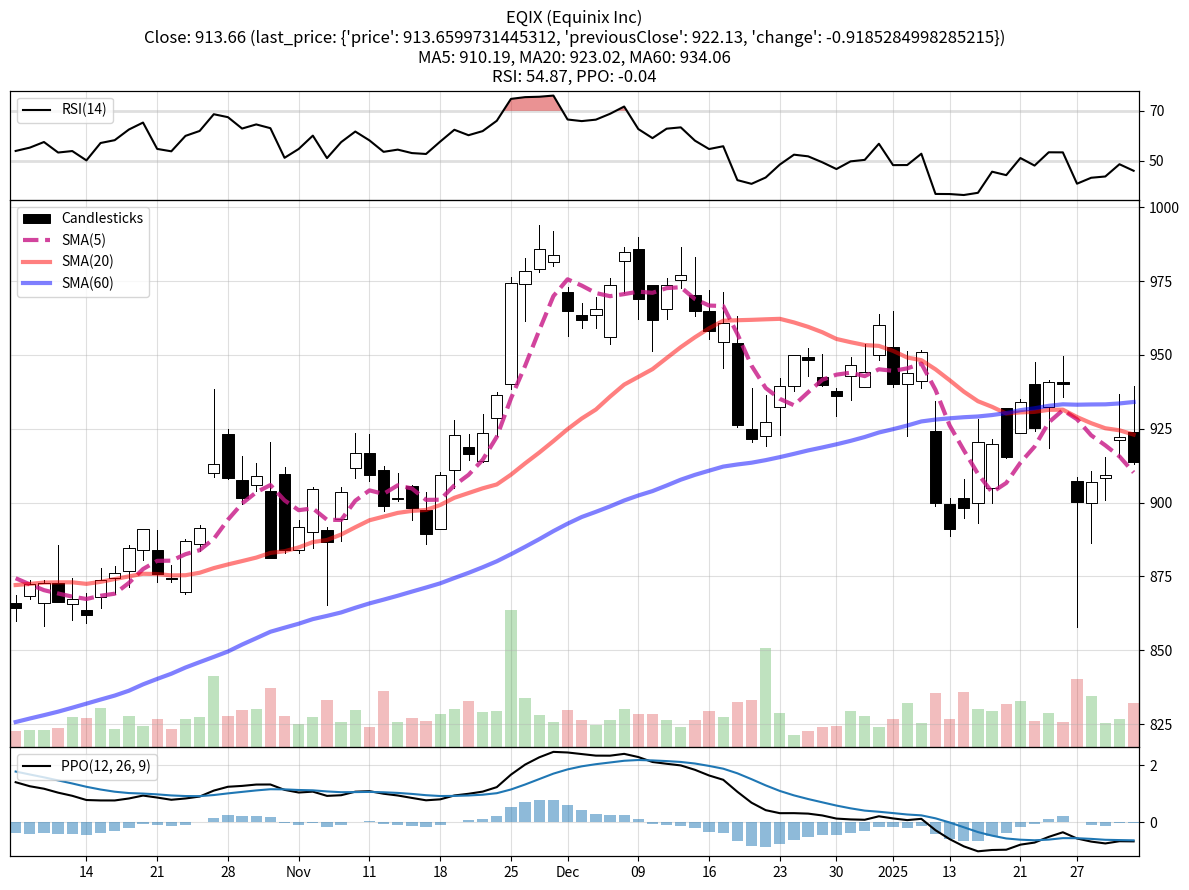 EQIX (Equinix Inc)
Close: 913.66 (last_price: {'price': 913.6599731445312, 'previousClose': 922.13, 'change': -0.9185284998285215})
MA5: 910.19, MA20: 923.02, MA60: 934.06
RSI: 54.87, PPO: -0.04
RSI(14)
70
50
Candlesticks
SMA(5)
SMA(20)
SMA(60)
1000
975
950
925
900
875
850
825
PPO(12, 26, 9)
2
0
14 21 28 Nov 11 18 25 Dec 09 16 23 30 2025 13 21 27